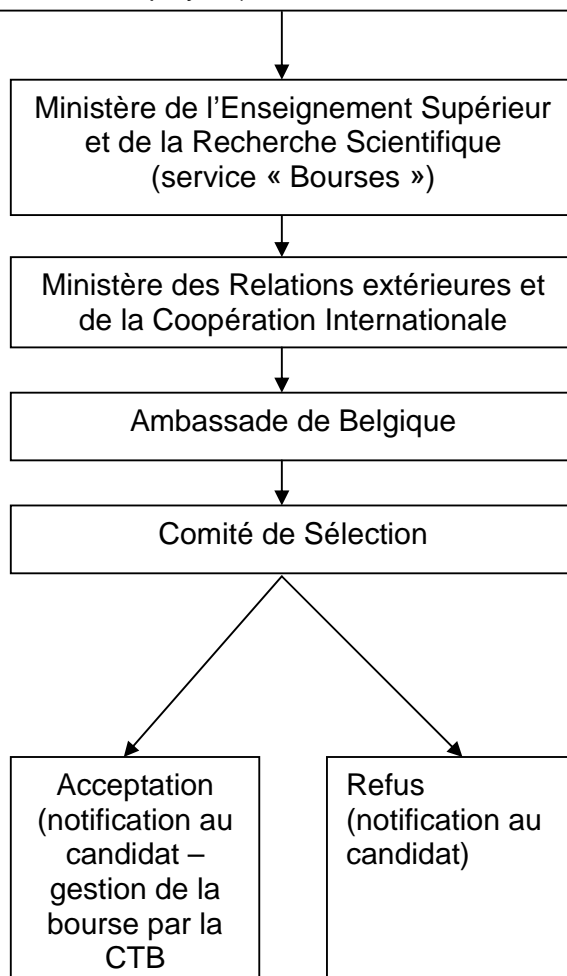 Ministère de l’Enseignement Supérieur
et de la Recherche Scientifique
(service « Bourses »)
Ministère des Relations extérieures et
de la Coopération Internationale
Ambassade de Belgique
Comité de Sélection
Acceptation
(notification au
candidat –
gestion de la
bourse par la
CTB
Refus
(notification au
candidat)